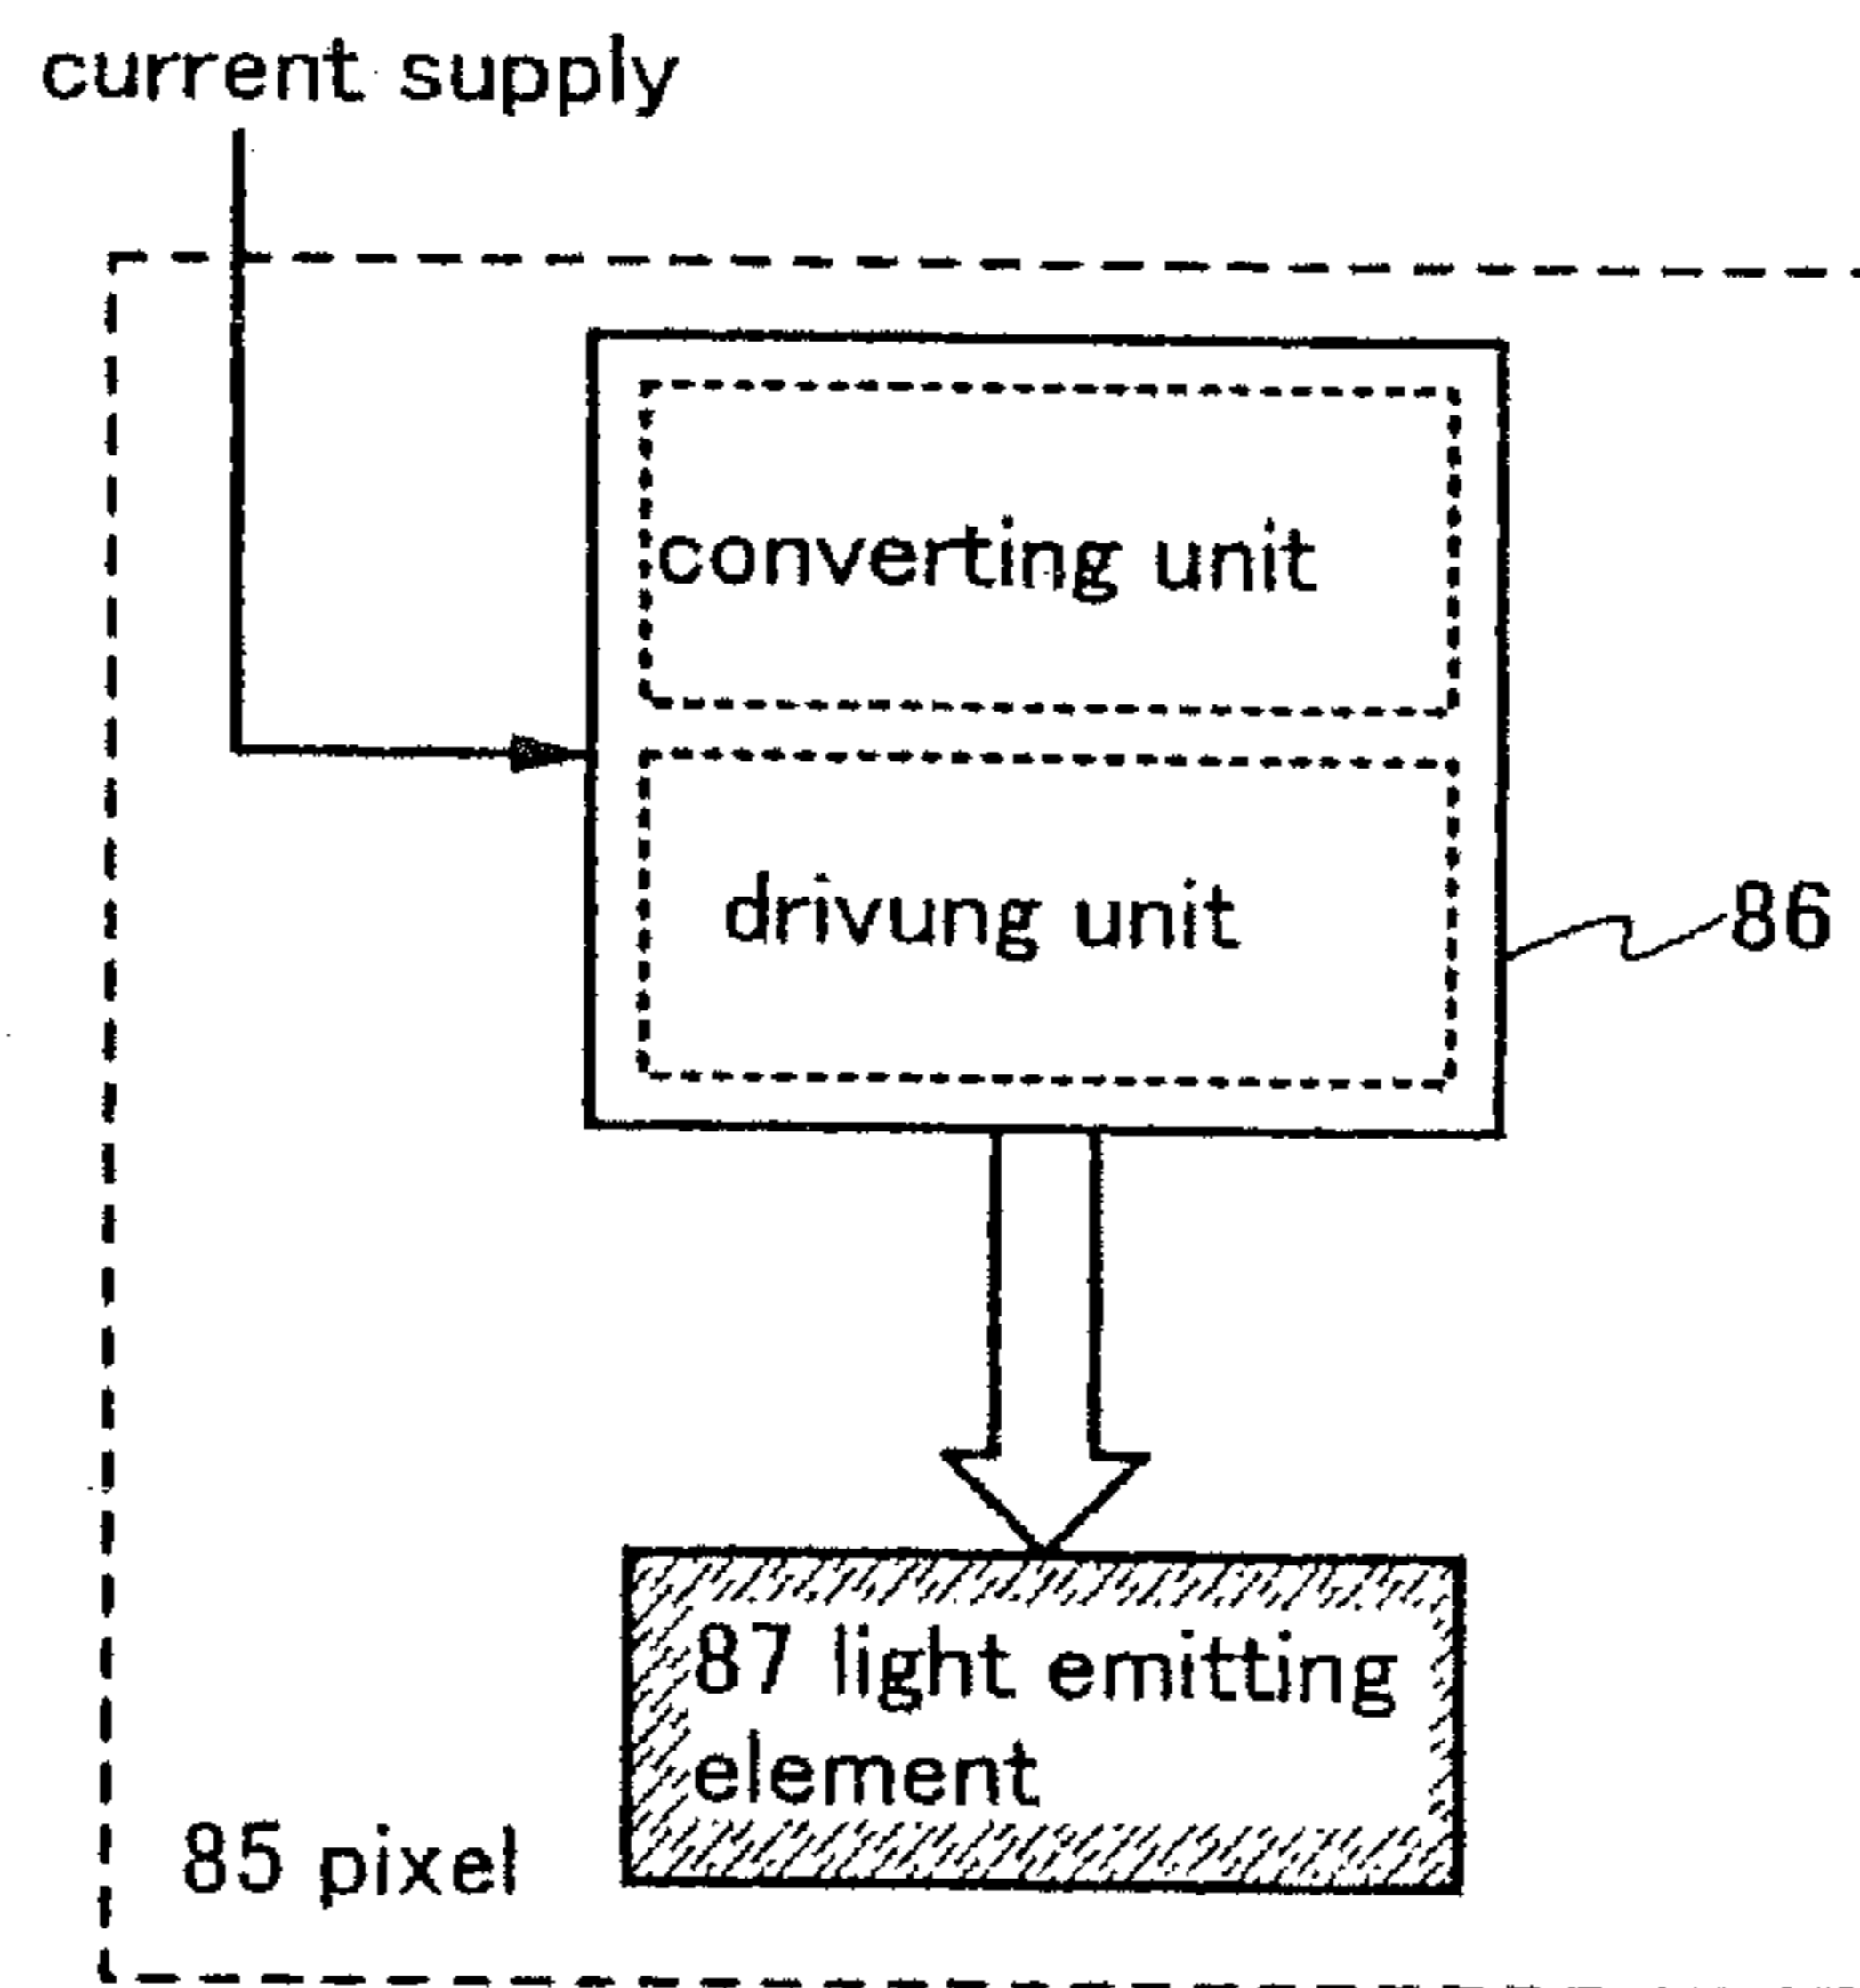 current supply
converting unit
drivung unit
86
87 light emitting
element
85 pixel